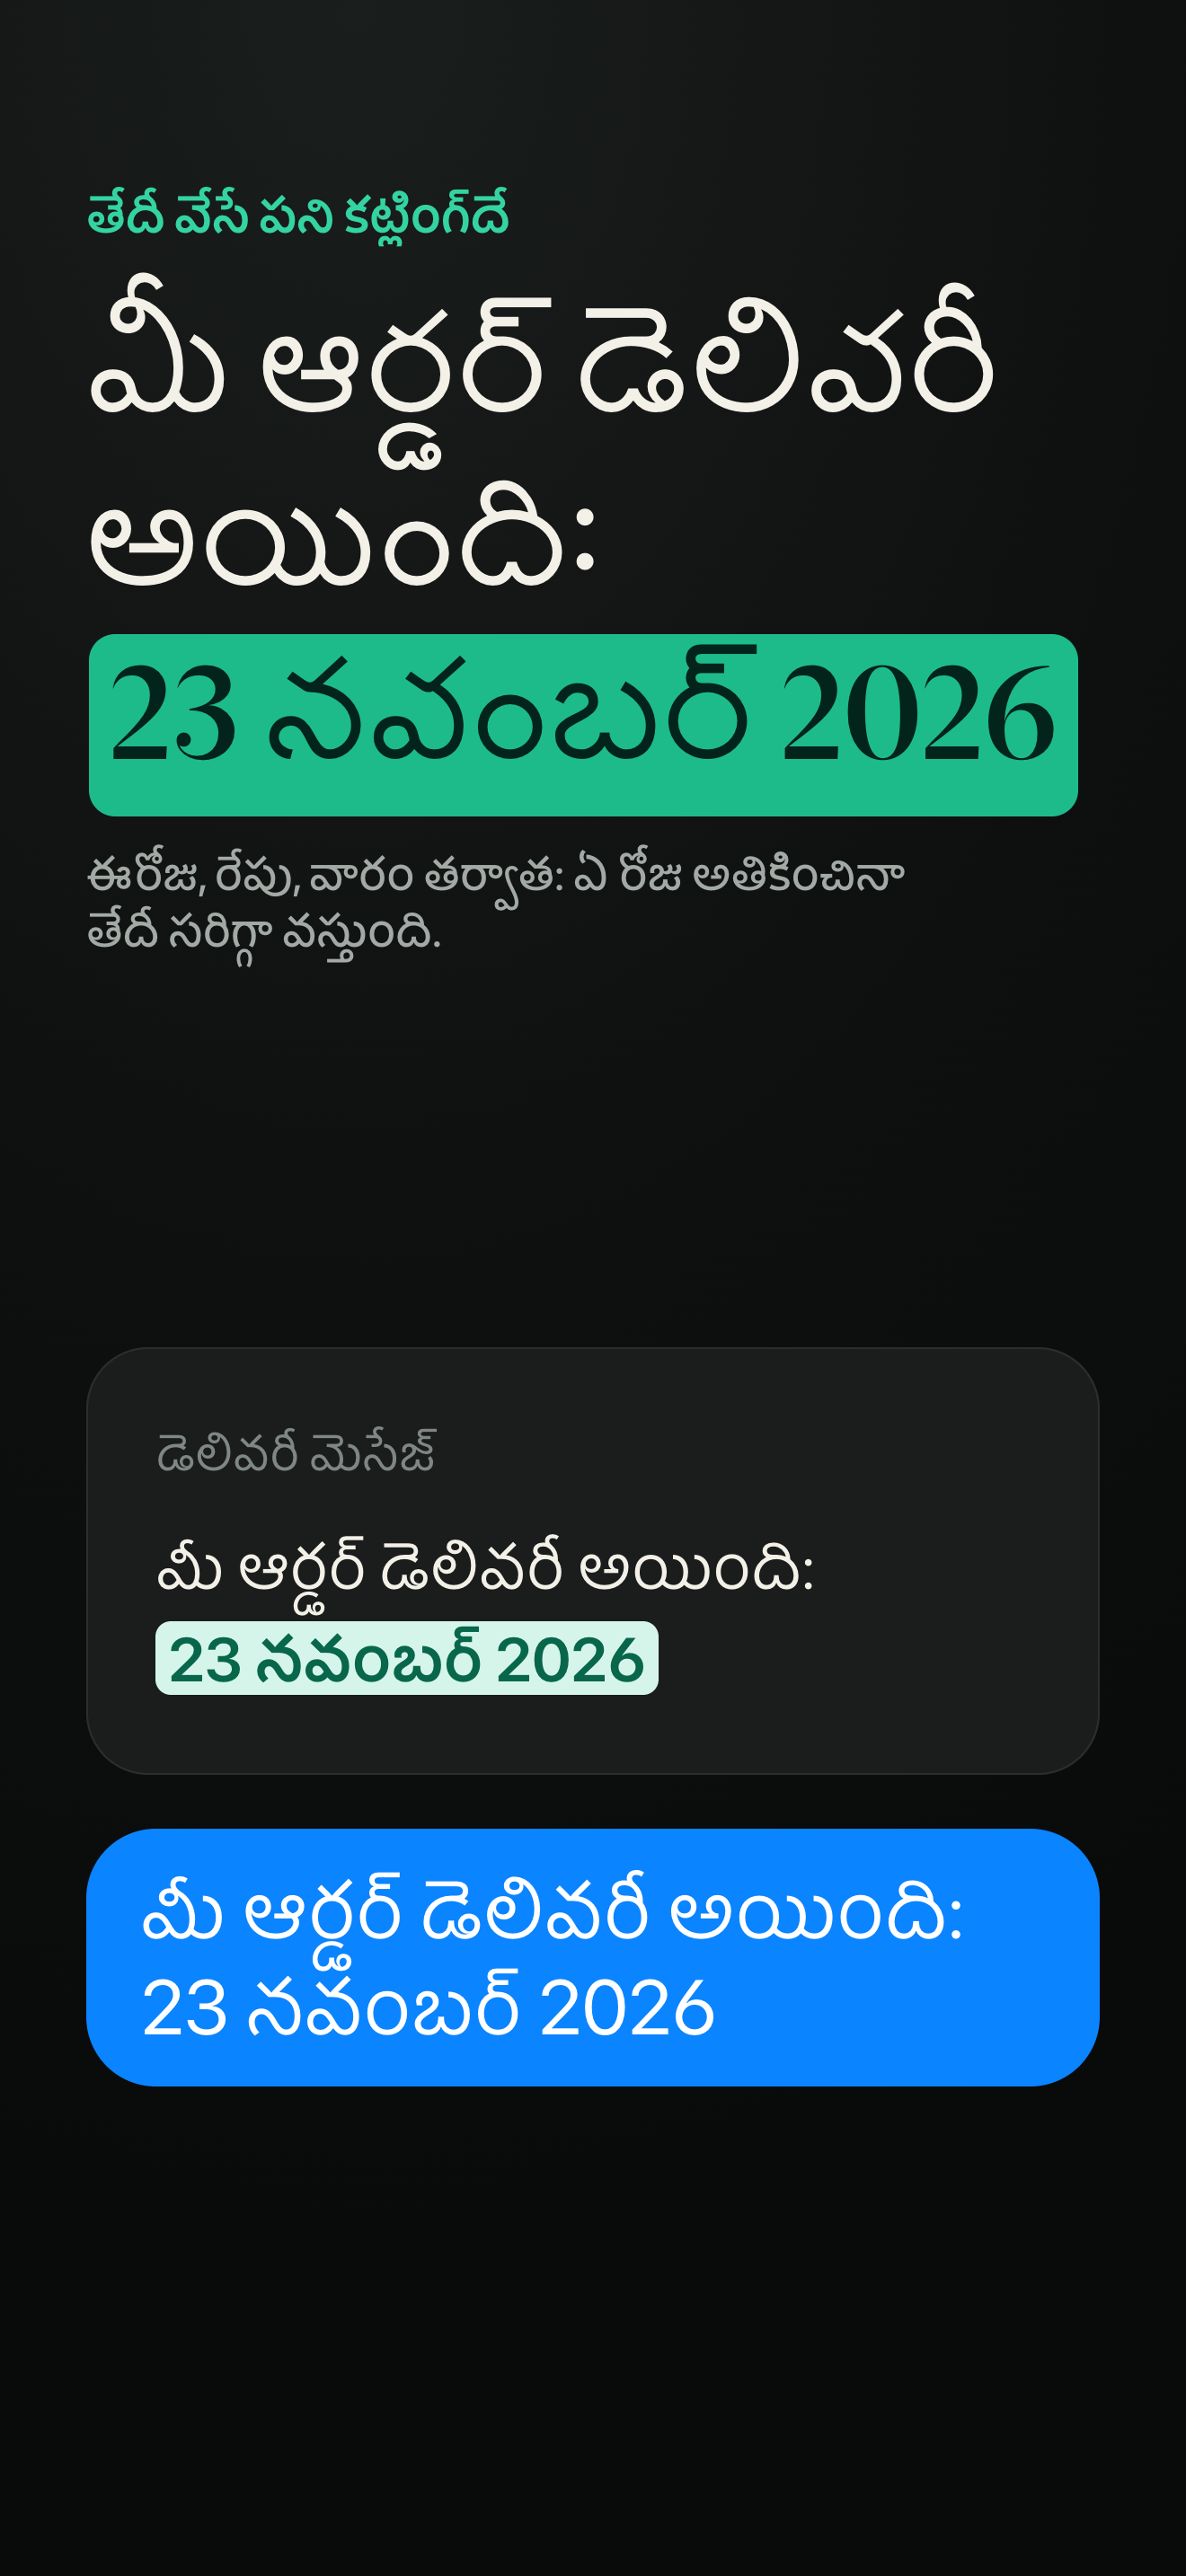 తేదీ వేసే పని కట్లింగ్‌దే
మీ ఆర్డర్ డెలివరీ
అయింది:
23 నవంబర్ 2026
ఈరోజు, రేపు, వారం తర్వాత: ఏ రోజు అతికించినా
తేదీ సరిగ్గా వస్తుంది.
డెలివరీ మెసేజ్
మీ ఆర్డర్ డెలివరీ అయింది:
23 నవంబర్ 2026
మీ ఆర్డర్ డెలివరీ అయింది:
23 నవంబర్ 2026